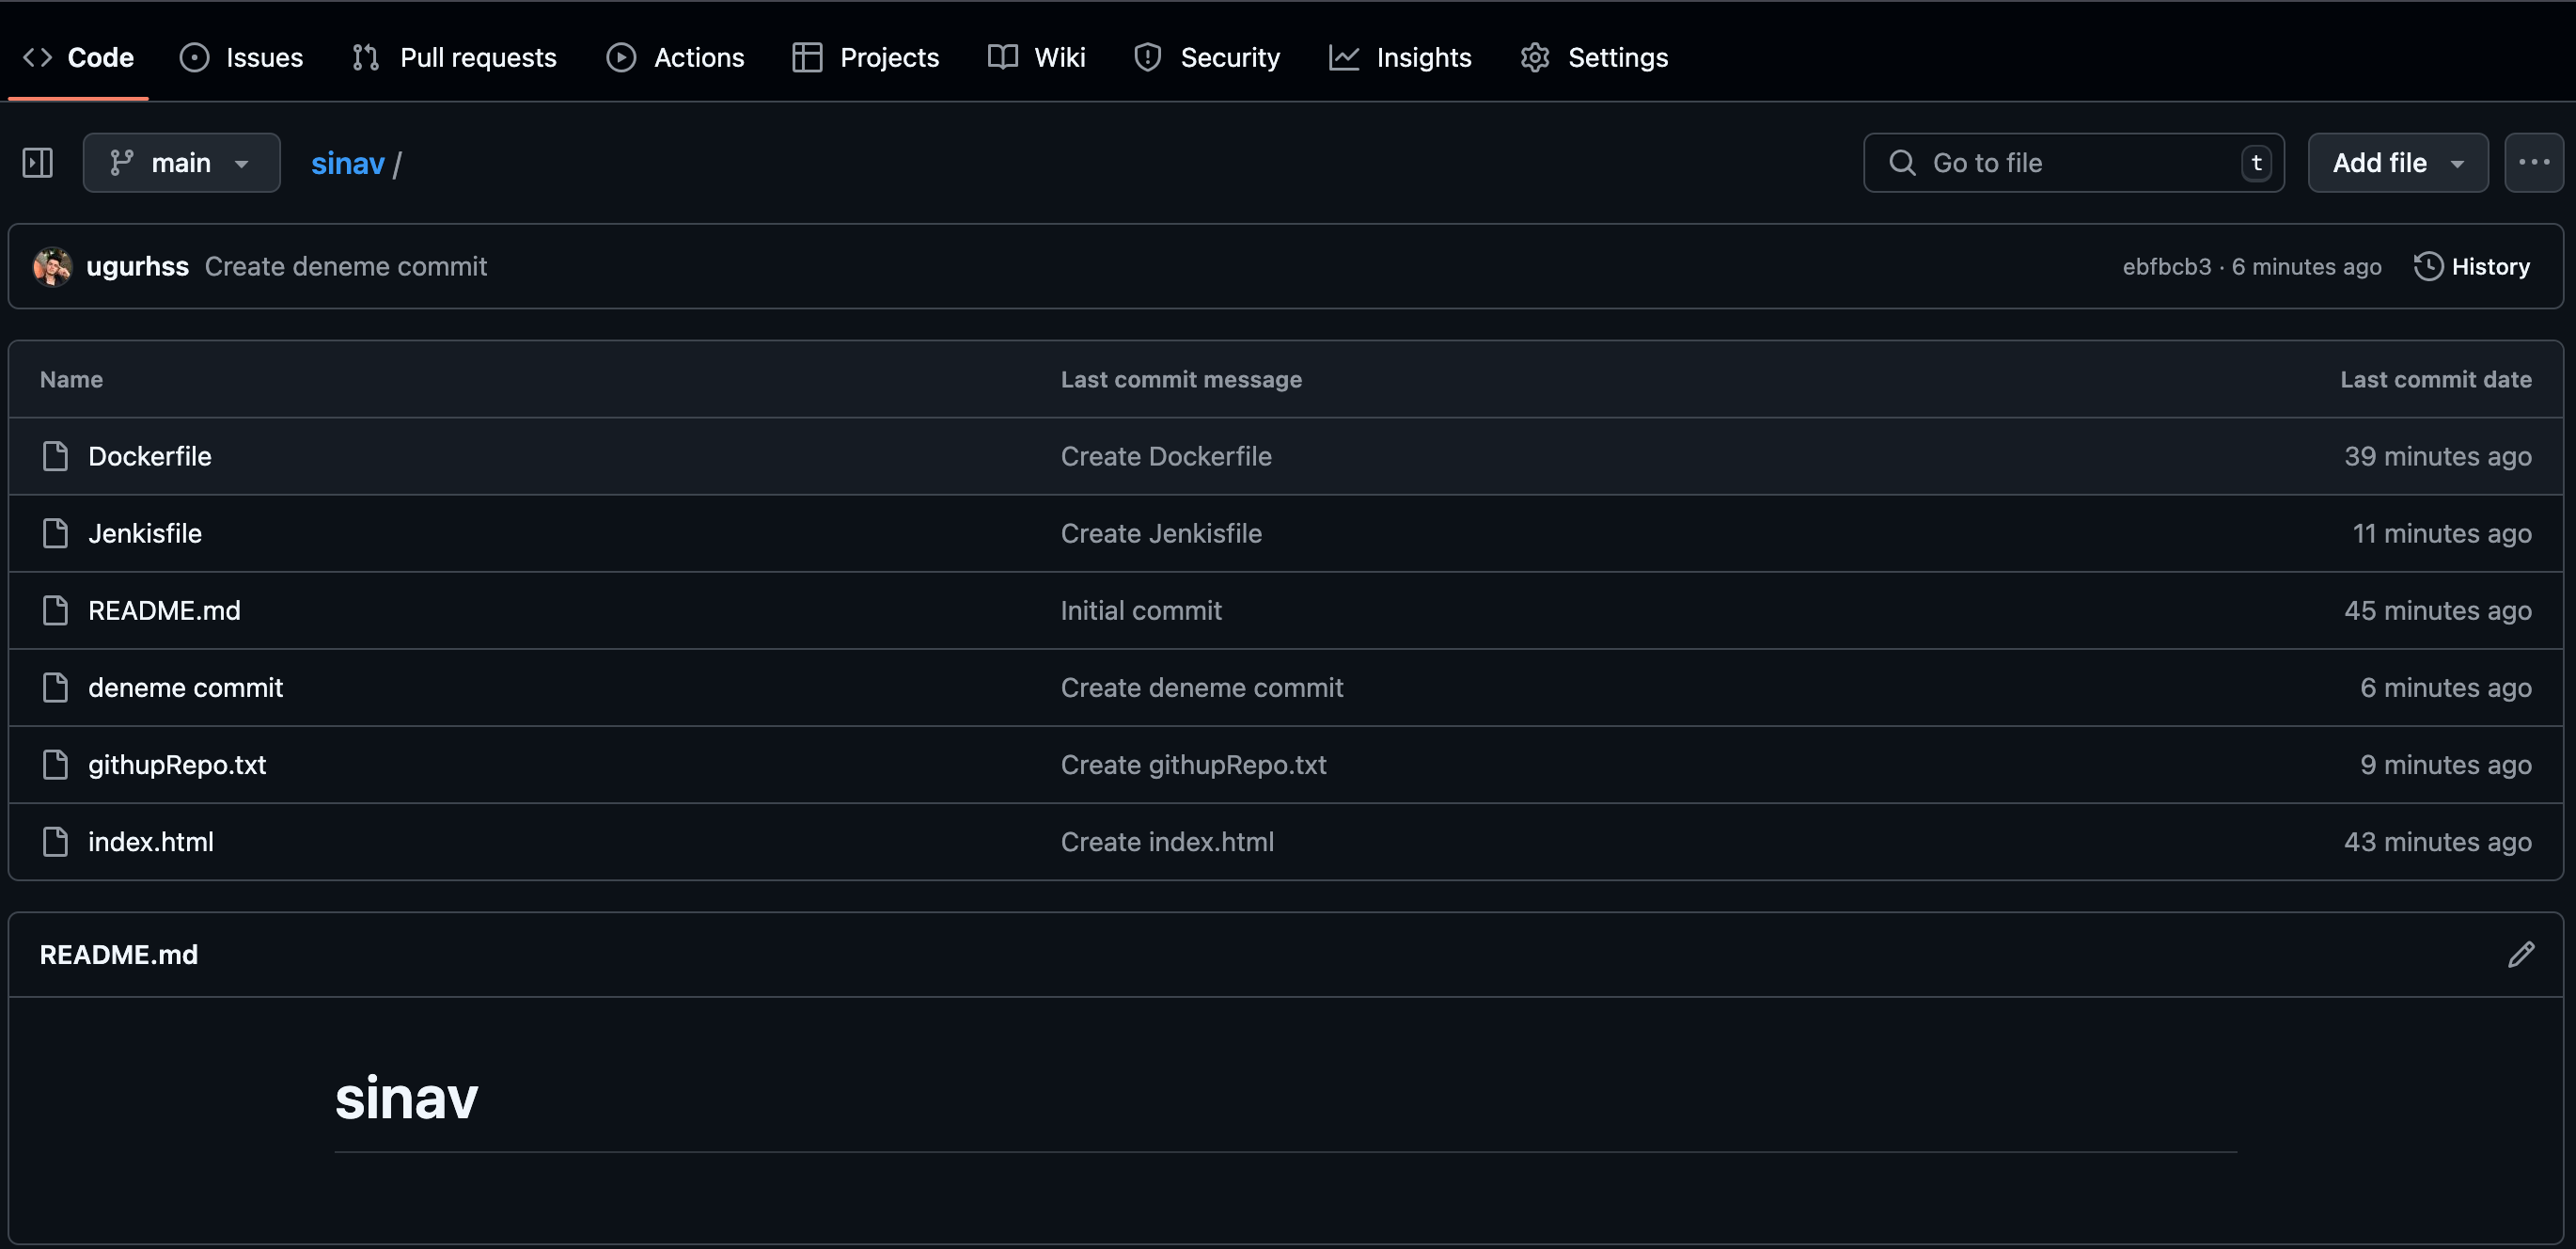 Code Issues Pull requests Actions Projects Wiki Security Insights Settings
main sinav / Go to file t Add file
ugurhss Create deneme commit ebfbcb3 · 6 minutes ago History
Name Last commit message Last commit date
Dockerfile Create Dockerfile 39 minutes ago
Jenkisfile Create Jenkisfile 11 minutes ago
README.md Initial commit 45 minutes ago
deneme commit Create deneme commit 6 minutes ago
githupRepo.txt Create githupRepo.txt 9 minutes ago
index.html Create index.html 43 minutes ago
README.md
sinav